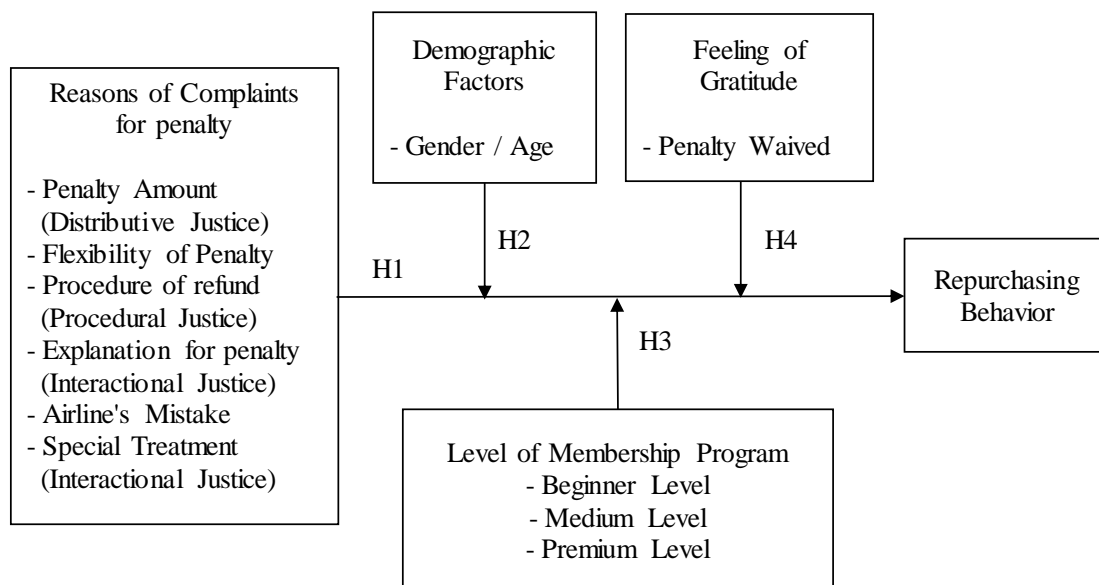 Reasons of Complaints
for penalty
- Penalty Amount
(Distributive Justice)
- Flexibility of Penalty
- Procedure of refund
(Procedural Justice)
- Explanation for penalty
(Interactional Justice)
- Airline's Mistake
- Special Treatment
(Interactional Justice)
H1
Demographic
Factors
- Gender / Age
H2
Feeling of
Gratitude
- Penalty Waived
H4
H3
Level of Membership Program
- Beginner Level
- Medium Level
- Premium Level
Repurchasing
Behavior